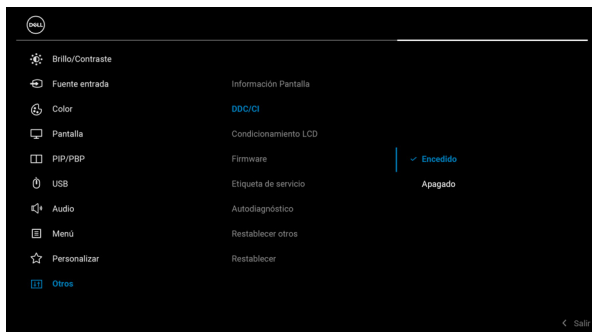 DELL
Brillo/Contraste
Fuente entrada
Información Pantalla
Color
DDC/CI
Pantalla
Condicionamiento LCD
PIP/PBP
Firmware
Encedido
USB
Etiqueta de servicio
Apagado
Audio
Autodiagnóstico
Menú
Restablecer otros
Personalizar
Restablecer
Otros
Salir